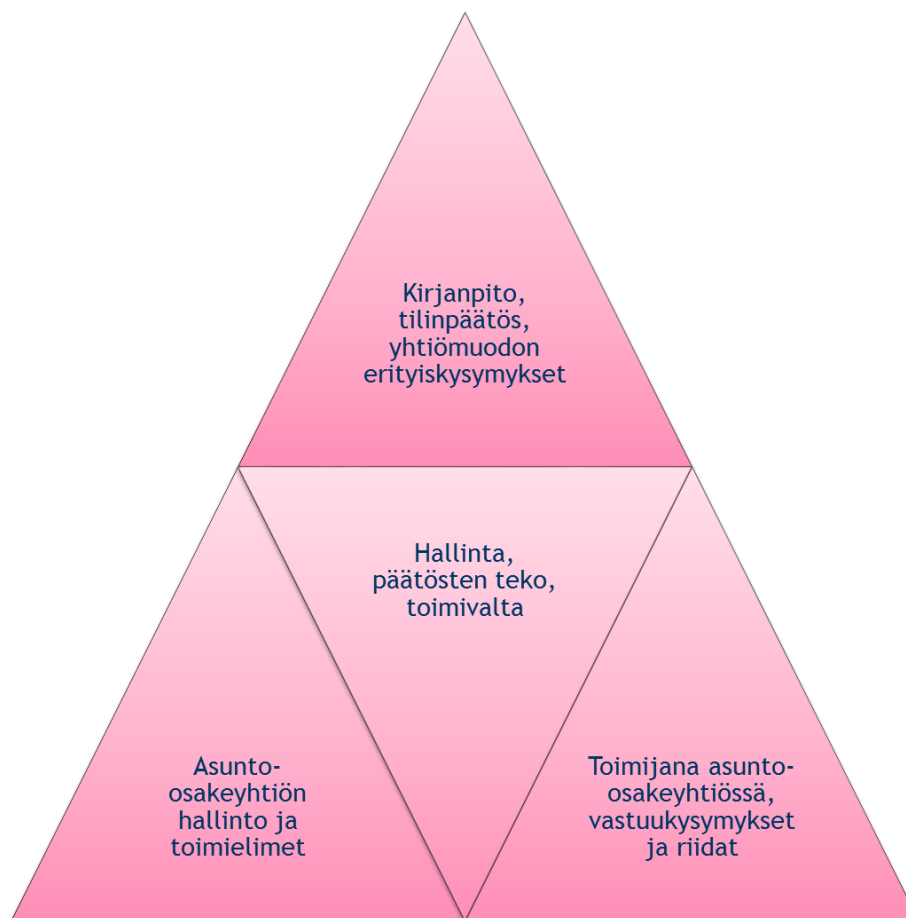 Kirjanpito,
tilinpäätös,
yhtiömuodon
erityiskysymykset
Hallinta,
päätösten teko,
toimivalta
Asunto-
osakeyhtiön
hallinto ja
toimielimet
Toimijana asunto-
osakeyhtiössä,
vastuukysymykset
ja riidat